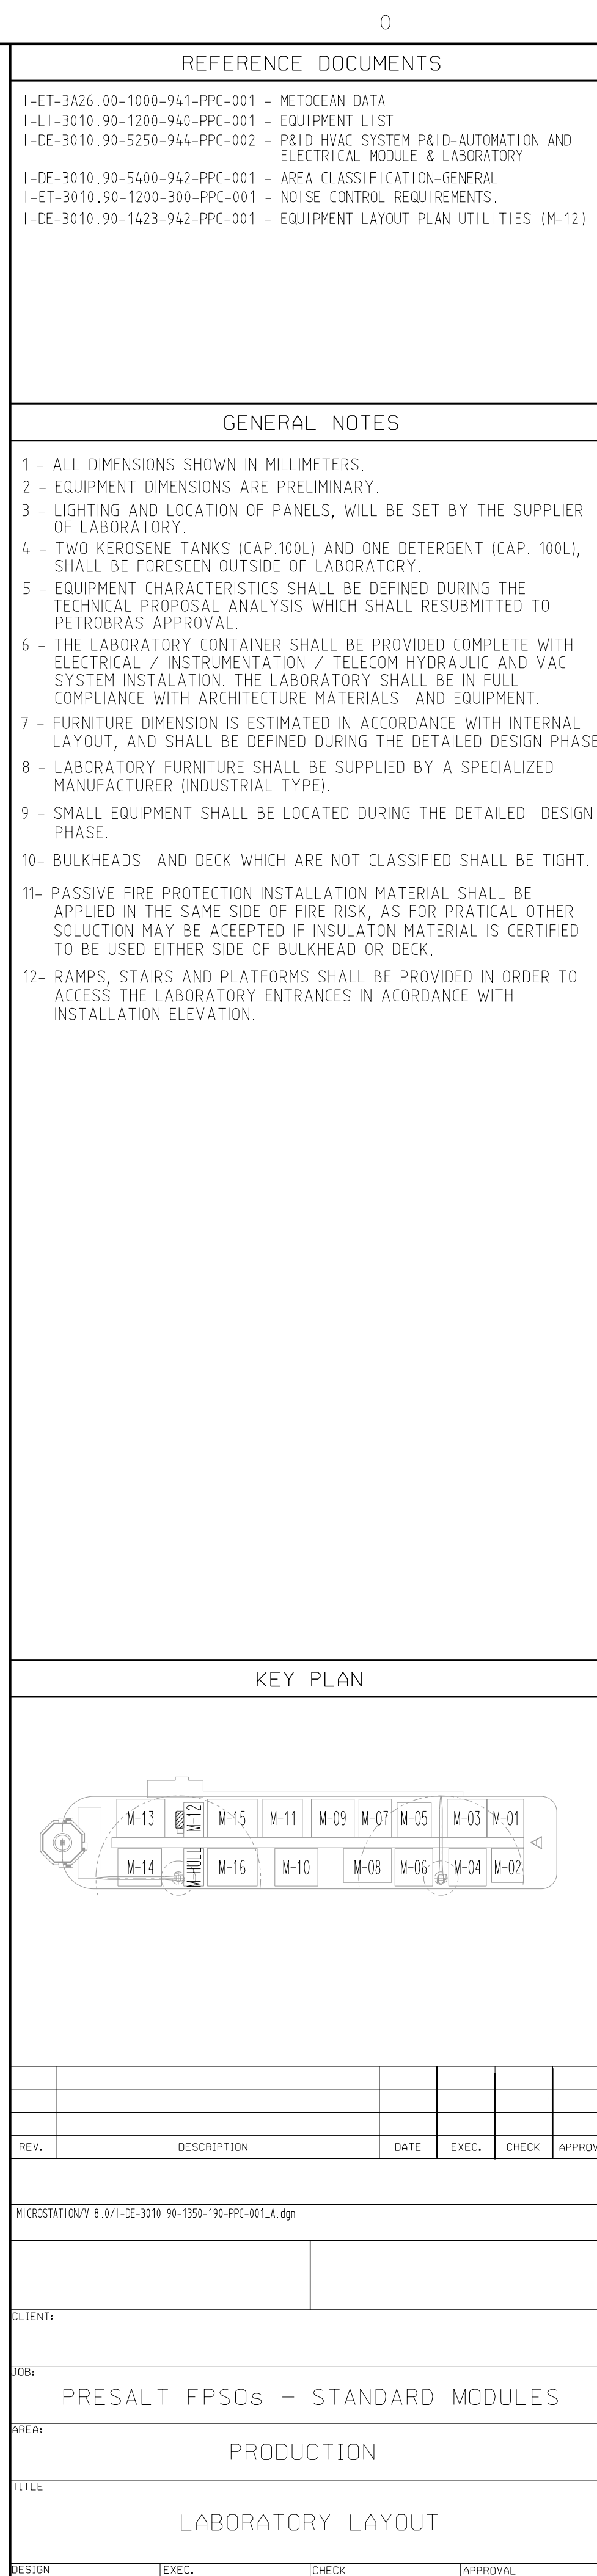 0
REFERENCE DOCUMENTS
I-ET-3A26.00-1000-941-PPC-001 - METOCEAN DATA
I-LI-3010.90-1200-940-PPC-001 - EQUIPMENT LIST
I-DE-3010.90-5250-944-PPC-002 - P&ID HVAC SYSTEM P&ID-AUTOMATION AND
ELECTRICAL MODULE & LABORATORY
I-DE-3010.90-5400-942-PPC-001 - AREA CLASSIFICATION-GENERAL
I-ET-3010.90-1200-300-PPC-001 - NOISE CONTROL REQUIREMENTS.
I-DE-3010.90-1423-942-PPC-001 - EQUIPMENT LAYOUT PLAN UTILITIES (M-12)
GENERAL NOTES
1 - ALL DIMENSIONS SHOWN IN MILLIMETERS.
2 - EQUIPMENT DIMENSIONS ARE PRELIMINARY.
3 - LIGHTING AND LOCATION OF PANELS, WILL BE SET BY THE SUPPLIER
OF LABORATORY.
4 - TWO KEROSENE TANKS (CAP.100L) AND ONE DETERGENT (CAP. 100L),
SHALL BE FORESEEN OUTSIDE OF LABORATORY.
5 - EQUIPMENT CHARACTERISTICS SHALL BE DEFINED DURING THE
TECHNICAL PROPOSAL ANALYSIS WHICH SHALL RESUBMITTED TO
PETROBRAS APPROVAL.
6 - THE LABORATORY CONTAINER SHALL BE PROVIDED COMPLETE WITH
ELECTRICAL / INSTRUMENTATION / TELECOM HYDRAULIC AND VAC
SYSTEM INSTALATION. THE LABORATORY SHALL BE IN FULL
COMPLIANCE WITH ARCHITECTURE MATERIALS AND EQUIPMENT.
7 - FURNITURE DIMENSION IS ESTIMATED IN ACCORDANCE WITH INTERNAL
LAYOUT, AND SHALL BE DEFINED DURING THE DETAILED DESIGN PHASE
8 - LABORATORY FURNITURE SHALL BE SUPPLIED BY A SPECIALIZED
MANUFACTURER (INDUSTRIAL TYPE).
9 - SMALL EQUIPMENT SHALL BE LOCATED DURING THE DETAILED DESIGN
PHASE.
10- BULKHEADS AND DECK WHICH ARE NOT CLASSIFIED SHALL BE TIGHT.
11- PASSIVE FIRE PROTECTION INSTALLATION MATERIAL SHALL BE
APPLIED IN THE SAME SIDE OF FIRE RISK, AS FOR PRATICAL OTHER
SOLUCTION MAY BE ACEEPTED IF INSULATON MATERIAL IS CERTIFIED
TO BE USED EITHER SIDE OF BULKHEAD OR DECK.
12- RAMPS, STAIRS AND PLATFORMS SHALL BE PROVIDED IN ORDER TO
ACCESS THE LABORATORY ENTRANCES IN ACORDANCE WITH
INSTALLATION ELEVATION.
KEY PLAN
M-13 M-12 M-15 M-11 M-09 M-07 M-05 M-03 M-01
M-14 M-HULL M-16 M-10 M-08 M-06 M-04 M-02
REV. DESCRIPTION DATE EXEC. CHECK APPROV
MICROSTATION/V.8.0/I-DE-3010.90-1350-190-PPC-001_A.dgn
CLIENT:
JOB:
PRESALT FPSOs - STANDARD MODULES
AREA:
PRODUCTION
TITLE
LABORATORY LAYOUT
DESIGN EXEC. CHECK APPROVAL